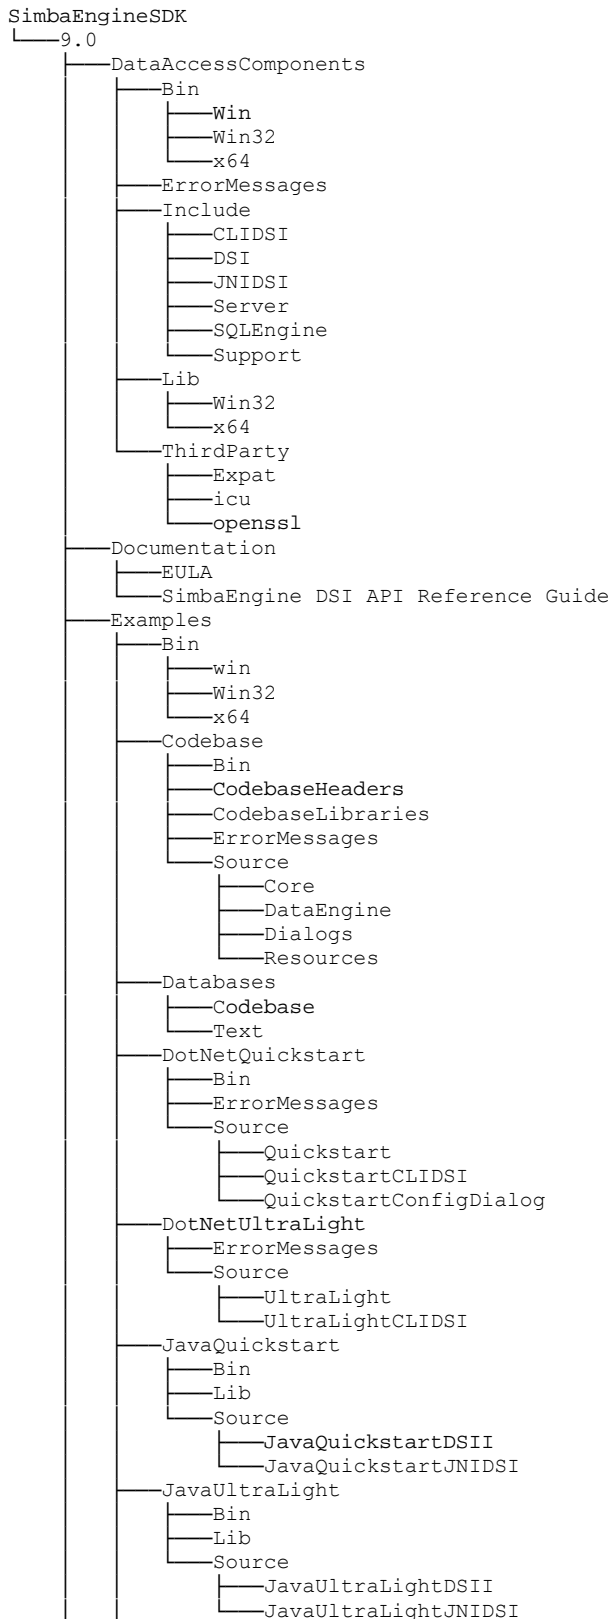 SimbaEngineSDK
9.0
DataAccessComponents
Bin
Win
Win32
x64
ErrorMessages
Include
CLIDSI
DSI
JNIDSI
Server
SQLEngine
Support
Lib
Win32
x64
ThirdParty
Expat
icu
openssl
Documentation
EULA
SimbaEngine DSI API Reference Guide
Examples
Bin
win
Win32
x64
Codebase
Bin
CodebaseHeaders
CodebaseLibraries
ErrorMessages
Source
Core
DataEngine
Dialogs
Resources
Databases
Codebase
Text
DotNetQuickstart
Bin
ErrorMessages
Source
Quickstart
QuickstartCLIDSI
QuickstartConfigDialog
DotNetUltraLight
ErrorMessages
Source
UltraLight
UltraLightCLIDSI
JavaQuickstart
Bin
Lib
Source
JavaQuickstartDSII
JavaQuickstartJNIDSI
JavaUltraLight
Bin
Lib
Source
JavaUltraLightDSII
JavaUltraLightJNIDSI